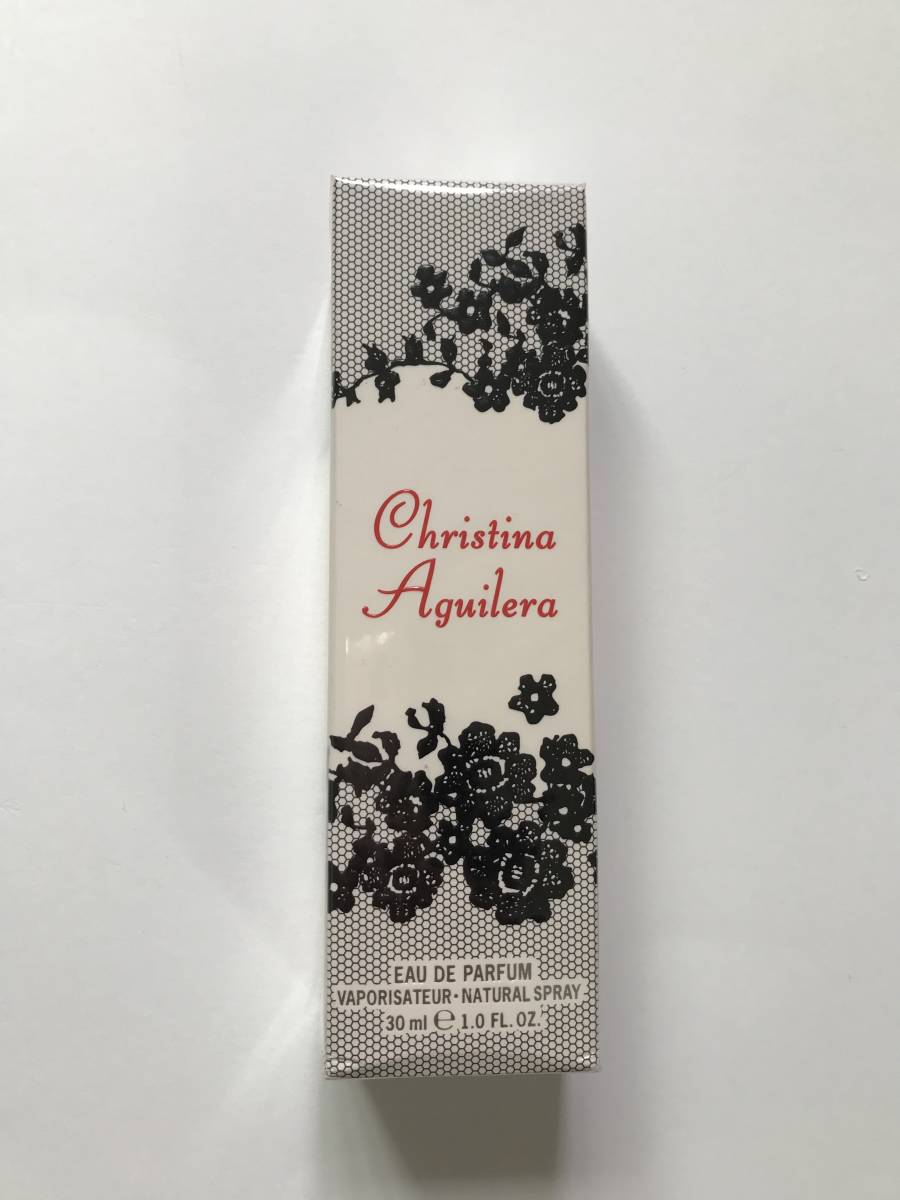 Christina
Aguilera
EAU DE PARFUM
VAPORISATEUR · NATURAL SPRAY
30 ml ℮ 1.0 FL. OZ.